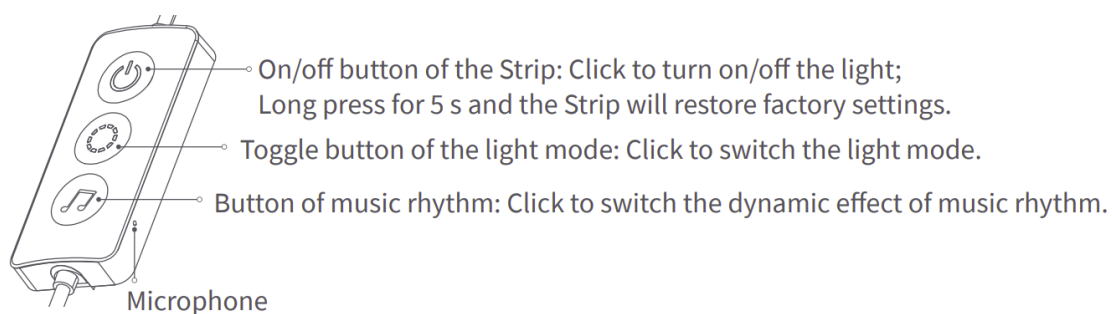 On/off button of the Strip: Click to turn on/off the light;
Long press for 5 s and the Strip will restore factory settings.
Toggle button of the light mode: Click to switch the light mode.
Button of music rhythm: Click to switch the dynamic effect of music rhythm.
Microphone